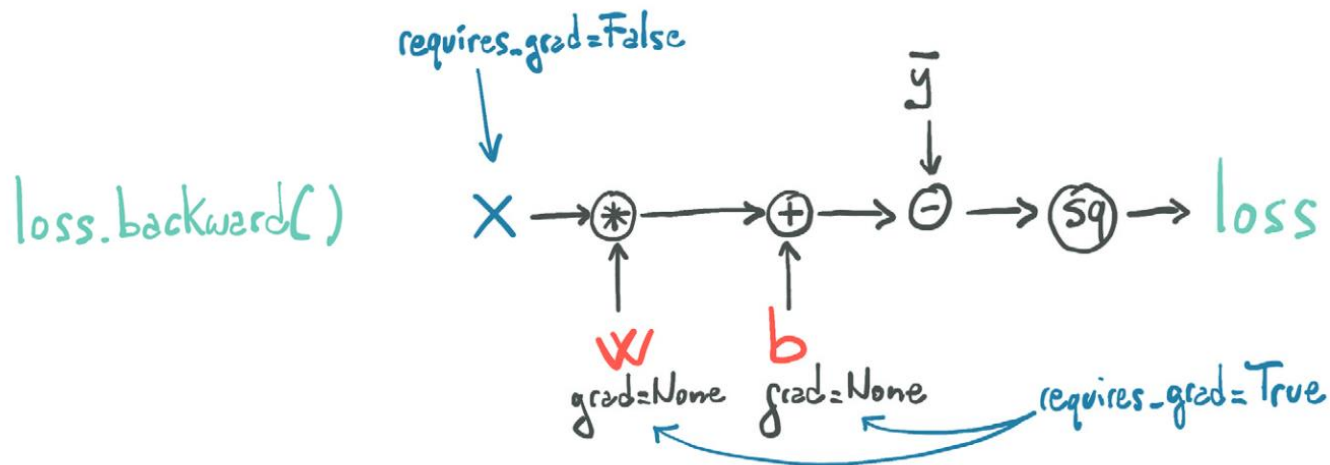 requires_grad=False
ȳ
loss.backward()
X * + - sq loss
w b
grad=None grad=None requires_grad=True